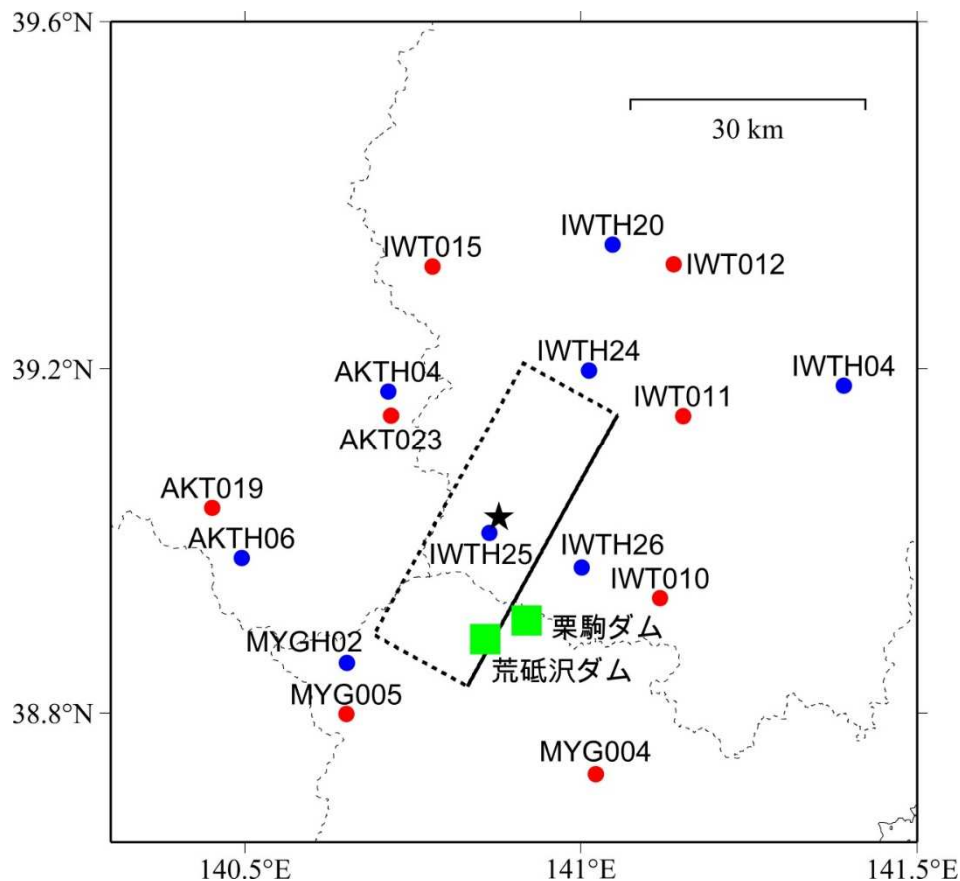 39.6°N
30 km
IWTH20
IWT015
IWT012
39.2°N
IWTH24
AKTH04
IWTH04
IWT011
AKT023
AKT019
AKTH06
IWTH25
IWTH26
IWT010
栗駒ダム
MYGH02
荒砥沢ダム
MYG005
38.8°N
MYG004
140.5°E
141°E
141.5°E